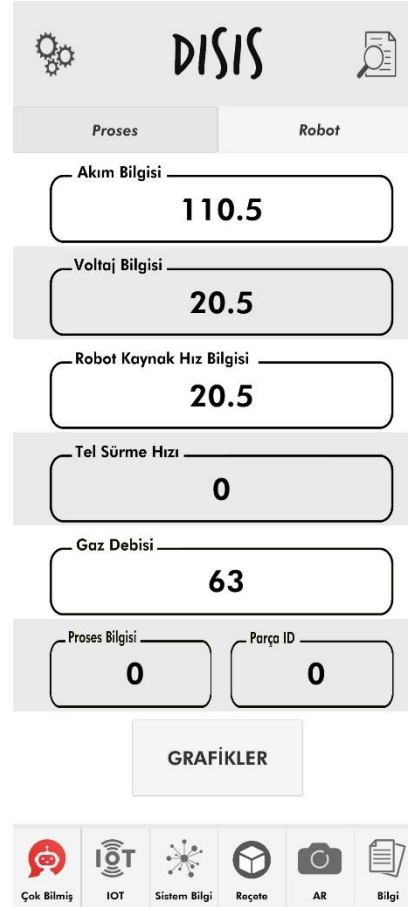 DISIS
Proses Robot
Akım Bilgisi
110.5
Voltaj Bilgisi
20.5
Robot Kaynak Hız Bilgisi
20.5
Tel Sürme Hızı
0
Gaz Debisi
63
Proses Bilgisi Parça ID
0 0
GRAFİKLER
IOT
Çok Bilmiş IOT Sistem Bilgi Reçete AR Bilgi